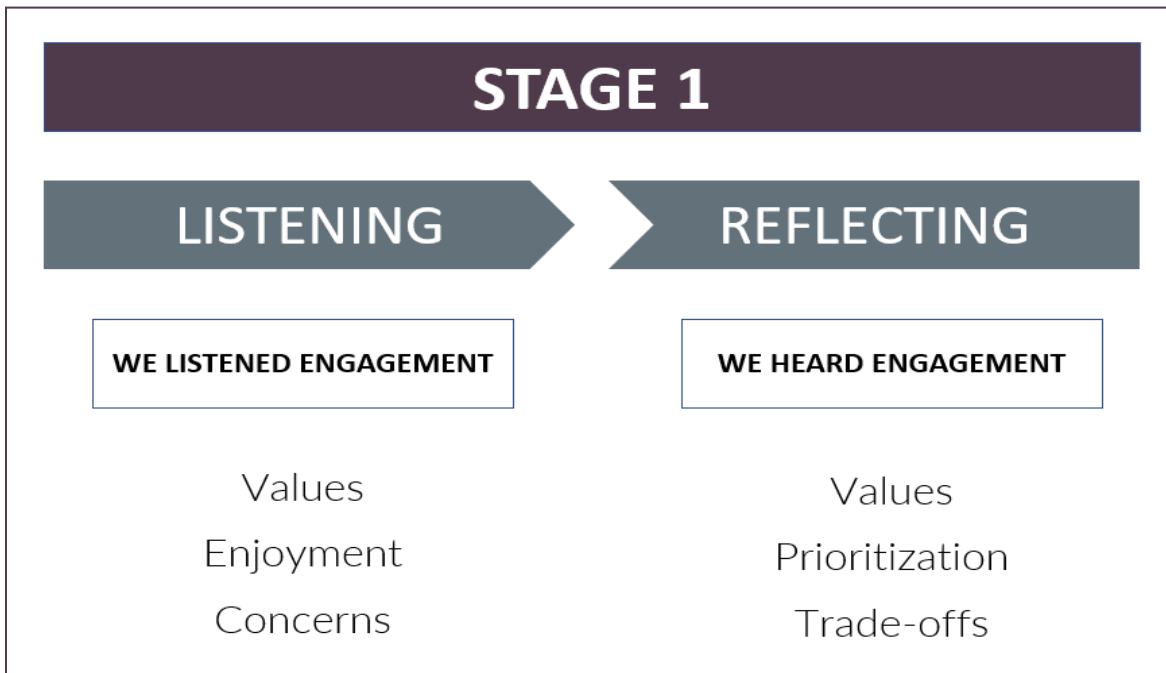 STAGE 1
LISTENING
REFLECTING
WE LISTENED ENGAGEMENT
WE HEARD ENGAGEMENT
Values
Enjoyment
Concerns
Values
Prioritization
Trade-offs